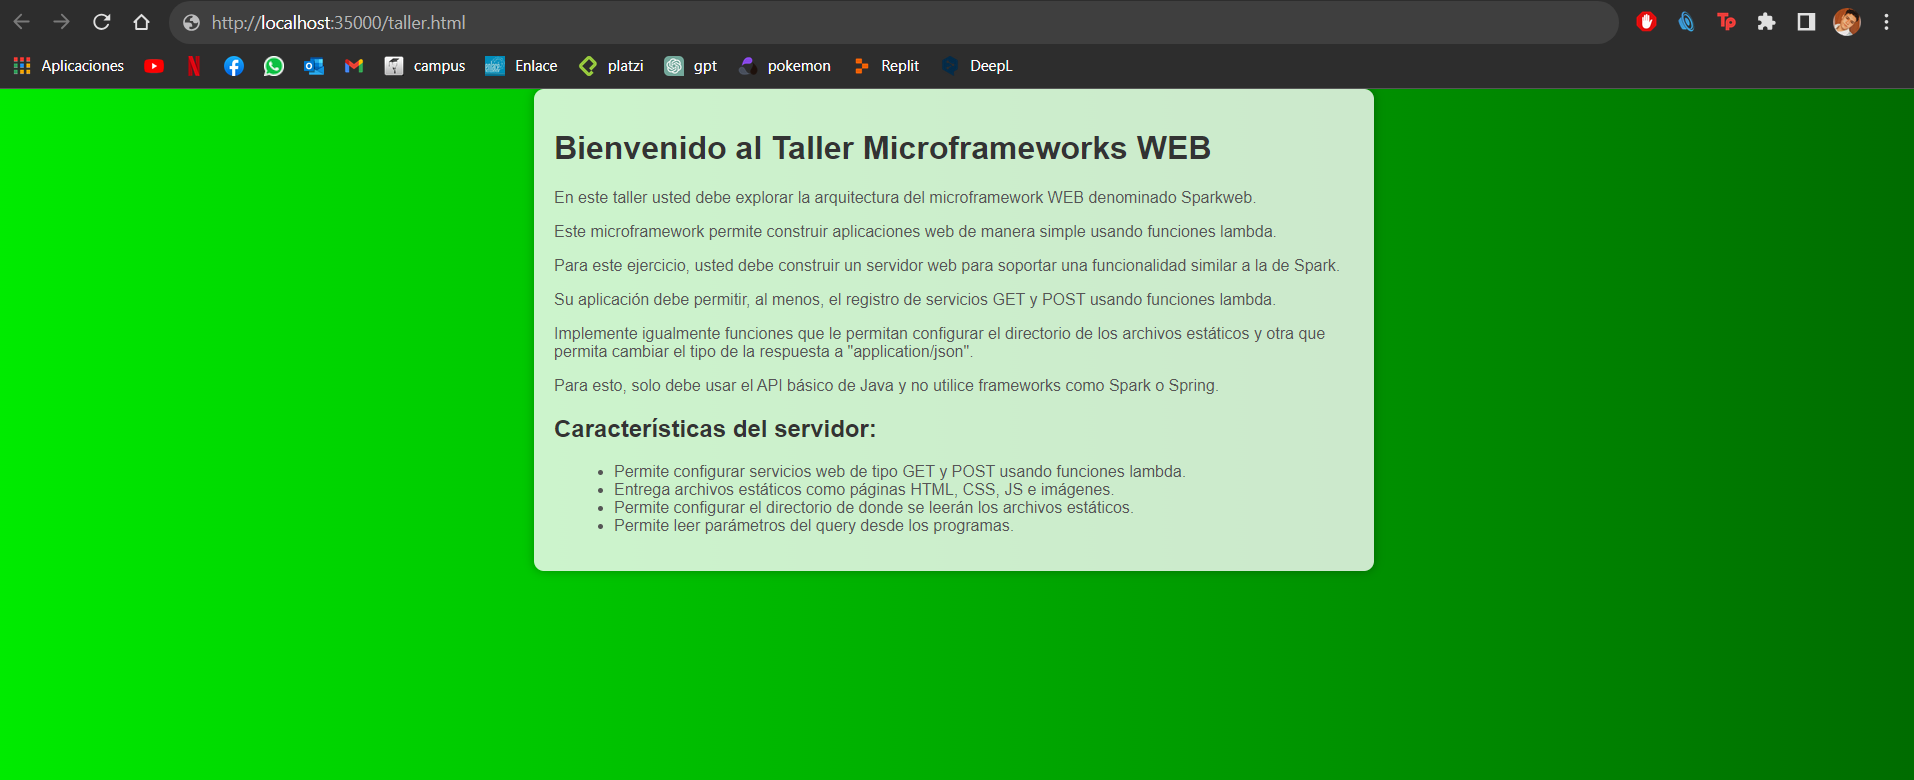 http://localhost:35000/taller.html
Aplicaciones campus Enlace platzi gpt pokemon Replit DeepL
Bienvenido al Taller Microframeworks WEB
En este taller usted debe explorar la arquitectura del microframework WEB denominado Sparkweb.
Este microframework permite construir aplicaciones web de manera simple usando funciones lambda.
Para este ejercicio, usted debe construir un servidor web para soportar una funcionalidad similar a la de Spark.
Su aplicación debe permitir, al menos, el registro de servicios GET y POST usando funciones lambda.
Implemente igualmente funciones que le permitan configurar el directorio de los archivos estáticos y otra que
permita cambiar el tipo de la respuesta a "application/json".
Para esto, solo debe usar el API básico de Java y no utilice frameworks como Spark o Spring.
Características del servidor:
• Permite configurar servicios web de tipo GET y POST usando funciones lambda.
• Entrega archivos estáticos como páginas HTML, CSS, JS e imágenes.
• Permite configurar el directorio de donde se leerán los archivos estáticos.
• Permite leer parámetros del query desde los programas.